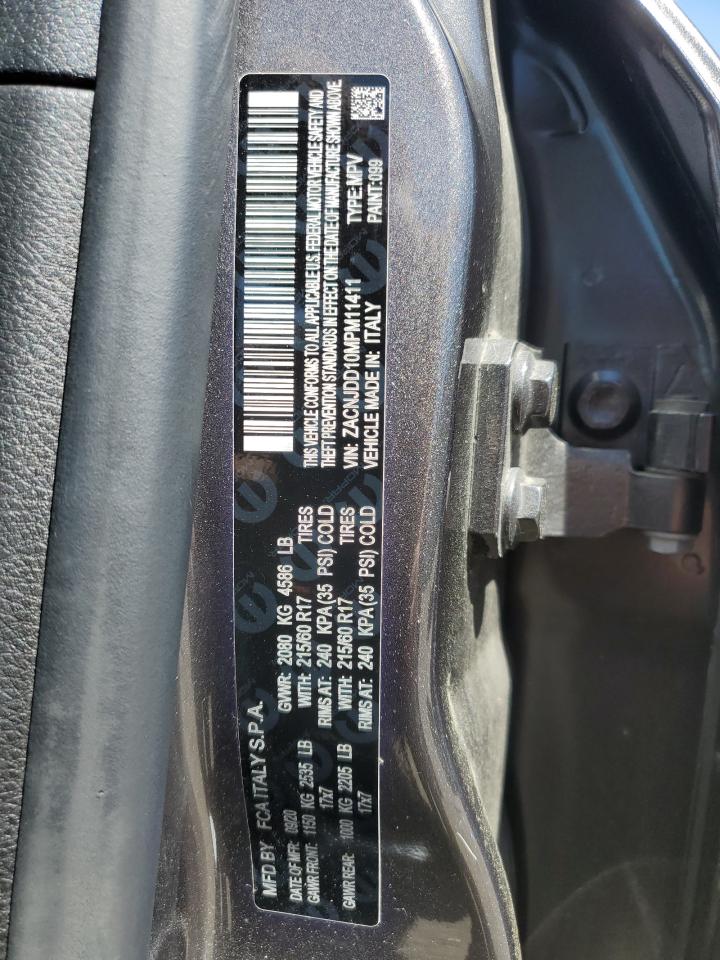 MFD BY FCA ITALY S.P.A.
DATE OF MFR: 09/20 GVWR: 2080 KG 4586 LB
GAWR FRONT: 1150 KG 2535 LB WITH: 215/60 R17 TIRES
17x7 RIMS AT: 240 KPA (35 PSI) COLD
GAWR REAR: 1000 KG 2205 LB WITH: 215/60 R17 TIRES
17x7 RIMS AT: 240 KPA (35 PSI) COLD
THIS VEHICLE CONFORMS TO ALL APPLICABLE U.S. FEDERAL MOTOR VEHICLE SAFETY AND
THEFT PREVENTION STANDARDS IN EFFECT ON THE DATE OF MANUFACTURE SHOWN ABOVE.
VIN: ZACNJDD10MPM11411 TYPE: MPV
VEHICLE MADE IN: ITALY PAINT: 099